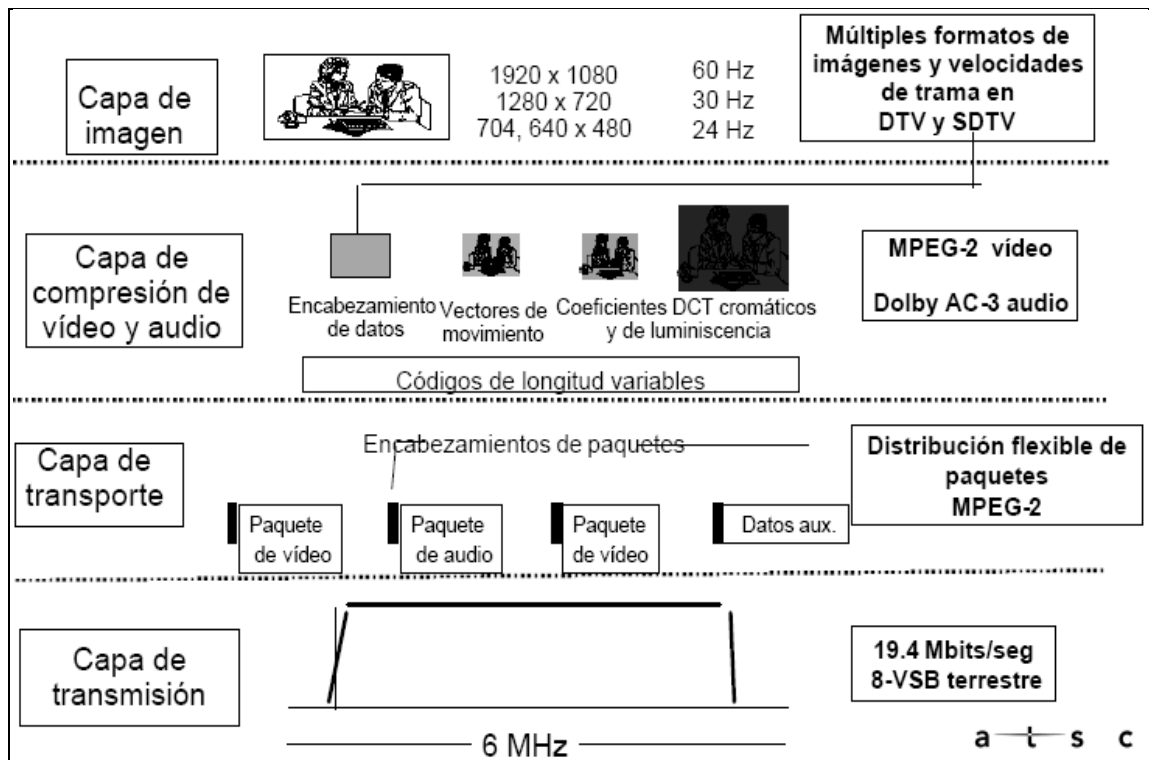 Capa de
imagen
1920 x 1080
1280 x 720
704, 640 x 480
60 Hz
30 Hz
24 Hz
Múltiples formatos de
imágenes y velocidades
de trama en
DTV y SDTV
Capa de
compresión de
vídeo y audio
Encabezamiento
de datos
Vectores de
movimiento
Coeficientes DCT cromáticos
y de luminiscencia
MPEG-2 vídeo
Dolby AC-3 audio
Códigos de longitud variables
Capa de
transporte
Encabezamientos de paquetes
Paquete
de vídeo
Paquete
de audio
Paquete
de vídeo
Datos aux.
Distribución flexible de
paquetes
MPEG-2
Capa de
transmisión
6 MHz
19.4 Mbits/seg
8-VSB terrestre
a t s c